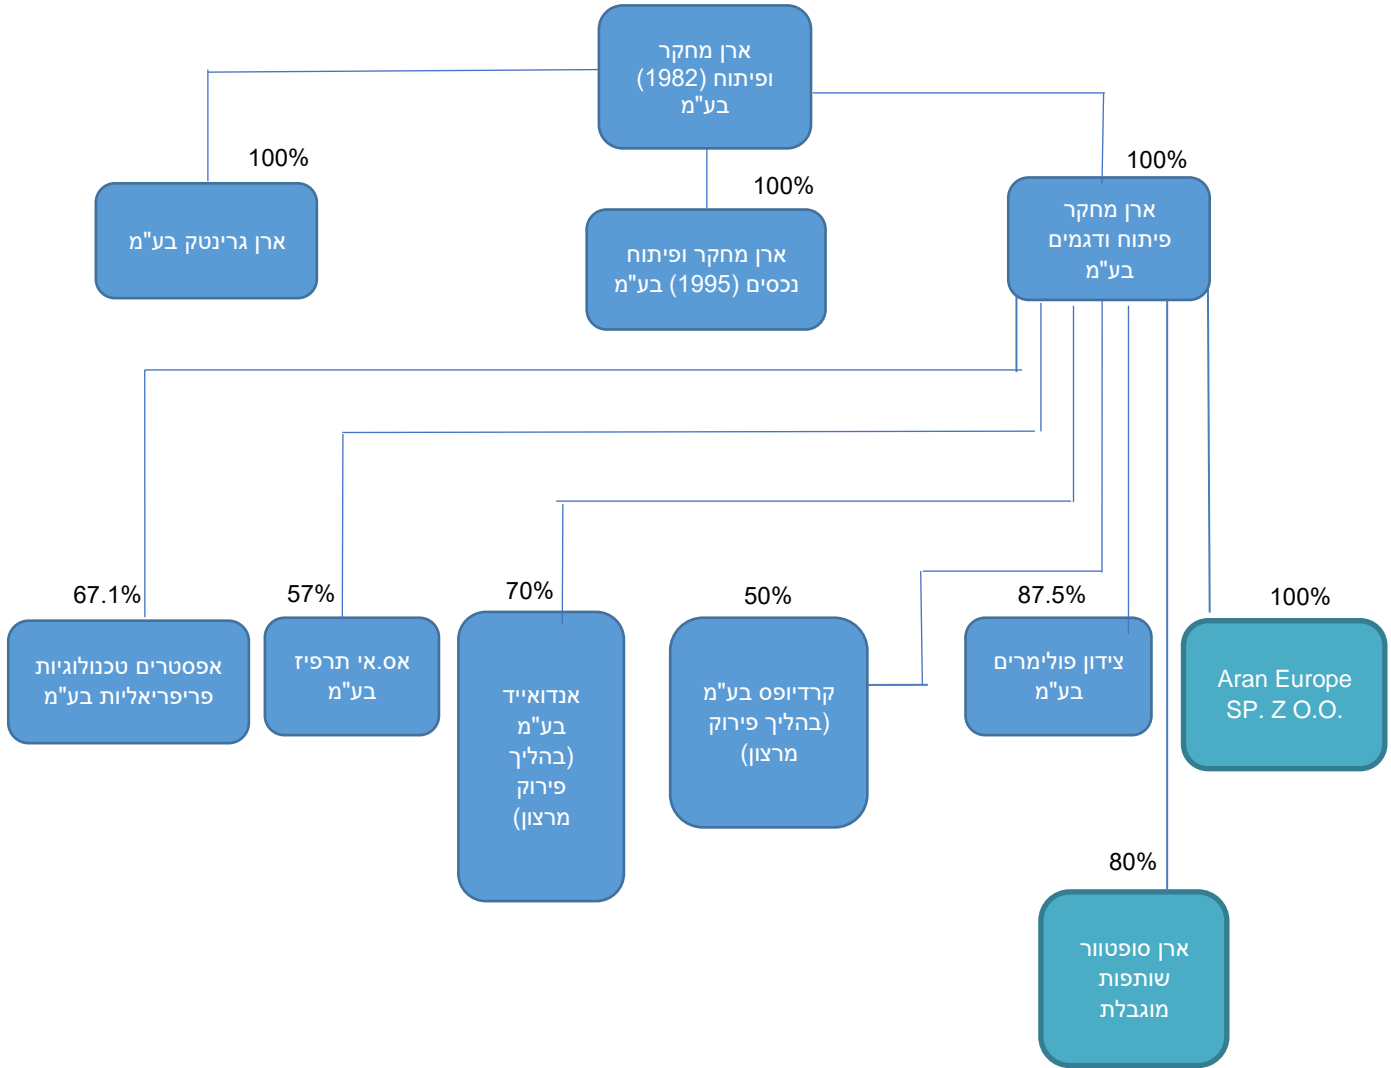 ארן מחקר
ופיתוח (1982)
בע"מ
100%
ארן גרינטק בע"מ
100%
ארן מחקר ופיתוח
נכסים (1995) בע"מ
100%
ארן מחקר
פיתוח ודגמים
בע"מ
67.1%
אפסטרים טכנולוגיות
פריפריאליות בע"מ
57%
אס.אי תרפיז
בע"מ
70%
אנדואייד
בע"מ
(בהליך
פירוק
מרצון)
50%
קרדיופס בע"מ
(בהליך פירוק
מרצון)
87.5%
צידון פולימרים
בע"מ
100%
Aran Europe
SP. Z O.O.
80%
ארן סופטוור
שותפות
מוגבלת